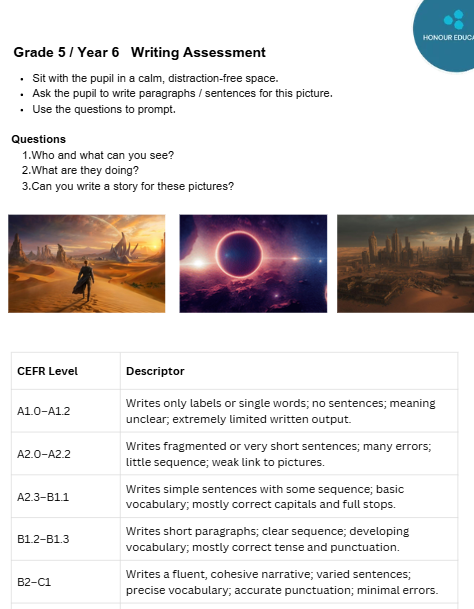 HONOUR
Grade 5 / Year 6 Writing Assessment
Sit with the pupil in a calm, distraction-free space.
Ask the pupil to write paragraphs / sentences for this picture.
Use the questions to prompt.
Questions
1.Who and what can you see?
2.What are they doing?
3.Can you write a story for these pictures?
CEFR Level
Descriptor
A1.0–A1.2
Writes only labels or single words; no sentences; meaning
unclear; extremely limited written output.
A2.0–A2.2
Writes fragmented or very short sentences; many errors;
little sequence; weak link to pictures.
A2.3–B1.1
Writes simple sentences with some sequence; basic
vocabulary; mostly correct capitals and full stops.
B1.2–B1.3
Writes short paragraphs; clear sequence; developing
vocabulary; mostly correct tense and punctuation.
B2–C1
Writes a fluent, cohesive narrative; varied sentences;
precise vocabulary; accurate punctuation; minimal errors.